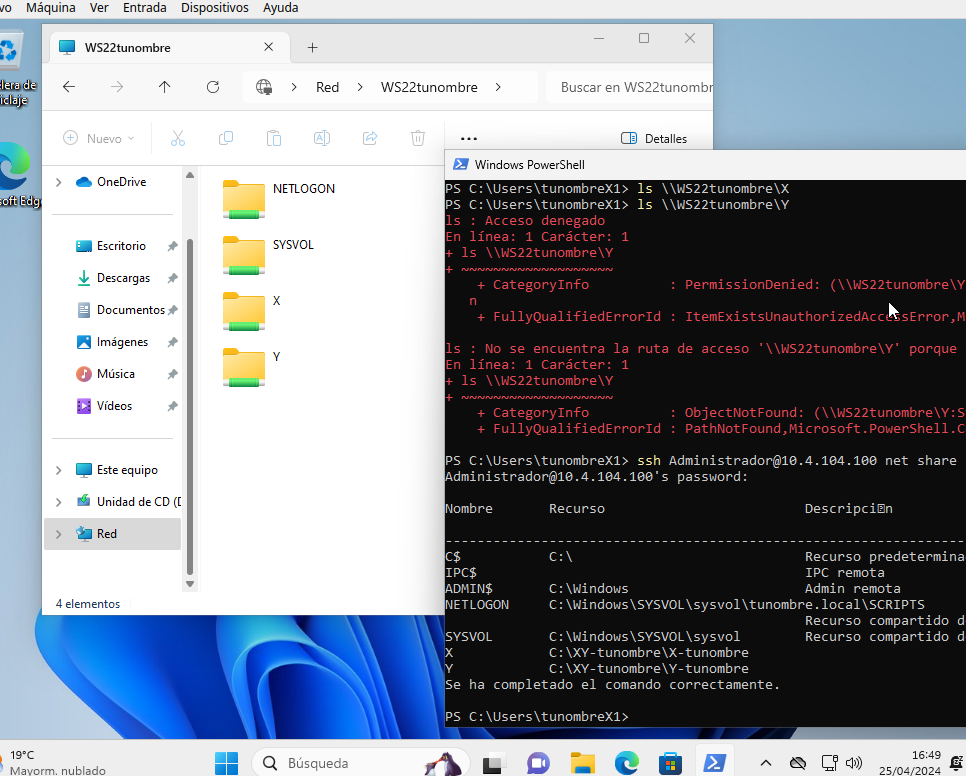 Máquina Ver Entrada Dispositivos Ayuda
WS22tunombre
Red WS22tunombre
Buscar en WS22tunombr
Nuevo
Detalles
OneDrive
Escritorio
Descargas
Documentos
Imágenes
Música
Vídeos
Este equipo
Unidad de CD (D
Red
4 elementos
NETLOGON
SYSVOL
X
Y
Windows PowerShell
PS C:\Users\tunombreX1> ls \\WS22tunombre\X
PS C:\Users\tunombreX1> ls \\WS22tunombre\Y
ls : Acceso denegado
En línea: 1 Carácter: 1
+ ls \\WS22tunombre\Y
+ ~~~~~~~~~~~~~~~~~~~
+ CategoryInfo : PermissionDenied: (\\WS22tunombre\Y
n
+ FullyQualifiedErrorId : ItemExistsUnauthorizedAccessError,M
ls : No se encuentra la ruta de acceso '\\WS22tunombre\Y' porque
En línea: 1 Carácter: 1
+ ls \\WS22tunombre\Y
+ ~~~~~~~~~~~~~~~~~~~
+ CategoryInfo : ObjectNotFound: (\\WS22tunombre\Y:S
+ FullyQualifiedErrorId : PathNotFound,Microsoft.PowerShell.C
PS C:\Users\tunombreX1> ssh Administrador@10.4.104.100 net share
Administrador@10.4.104.100's password:
Nombre Recurso Descripci�n
-------------------------------------------------------------------------------
C$ C:\ Recurso predetermina
IPC$ IPC remota
ADMIN$ C:\Windows Admin remota
NETLOGON C:\Windows\SYSVOL\sysvol\tunombre.local\SCRIPTS
Recurso compartido d
SYSVOL C:\Windows\SYSVOL\sysvol Recurso compartido d
X C:\XY-tunombre\X-tunombre
Y C:\XY-tunombre\Y-tunombre
Se ha completado el comando correctamente.
PS C:\Users\tunombreX1>
19°C
Mayorm. nublado
Búsqueda
16:49
25/04/2024